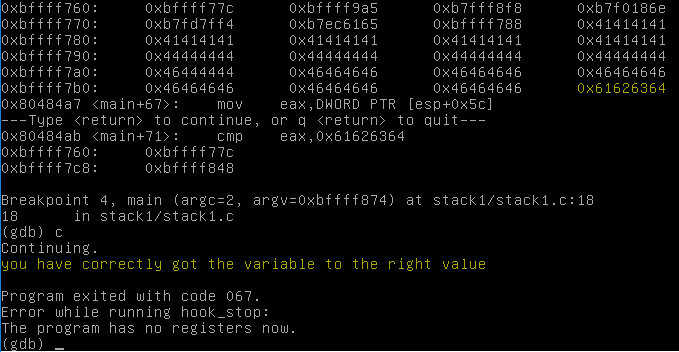 0xbffff760: 0xbffff77c 0xbffff9a5 0xb7fff8f8 0xb7f0186e
0xbffff770: 0xb7fd7ff4 0xb7ec6165 0xbffff788 0x41414141
0xbffff780: 0x41414141 0x41414141 0x41414141 0x41414141
0xbffff790: 0x44444444 0x44444444 0x44444444 0x44444444
0xbffff7a0: 0x46464646 0x46464646 0x46464646 0x46464646
0xbffff7b0: 0x46464646 0x46464646 0x46464646 0x61626364
0x80484a7 <main+67>: mov eax,DWORD PTR [esp+0x5c]
---Type <return> to continue, or q <return> to quit---
0x80484ab <main+71>: cmp eax,0x61626364
0xbffff760: 0xbffff77c
0xbffff7c8: 0xbffff848
Breakpoint 4, main (argc=2, argv=0xbffff874) at stack1/stack1.c:18
18 in stack1/stack1.c
(gdb) c
Continuing.
you have correctly got the variable to the right value
Program exited with code 067.
Error while running hook_stop:
The program has no registers now.
(gdb) _